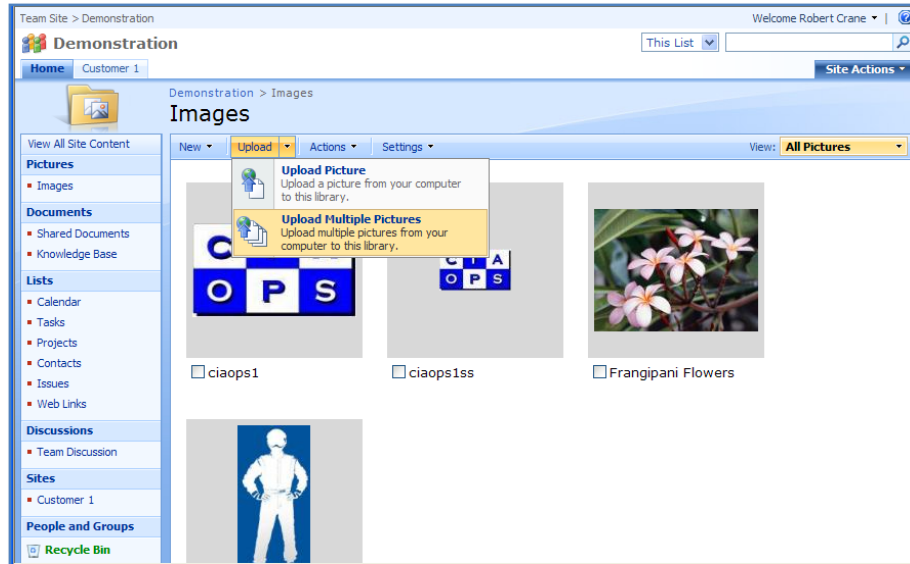 Team Site > Demonstration
Welcome Robert Crane
Demonstration
This List
Home
Customer 1
Site Actions
Demonstration > Images
Images
View All Site Content
New
Upload
Actions
Settings
View: All Pictures
Pictures
Images
Documents
Shared Documents
Knowledge Base
Lists
Calendar
Tasks
Projects
Contacts
Issues
Web Links
Discussions
Team Discussion
Sites
Customer 1
People and Groups
Recycle Bin
Upload Picture
Upload a picture from your computer
to this library.
Upload Multiple Pictures
Upload multiple pictures from your
computer to this library.
C
O P S
C I A
O P S
ciaops1
ciaops1ss
Frangipani Flowers